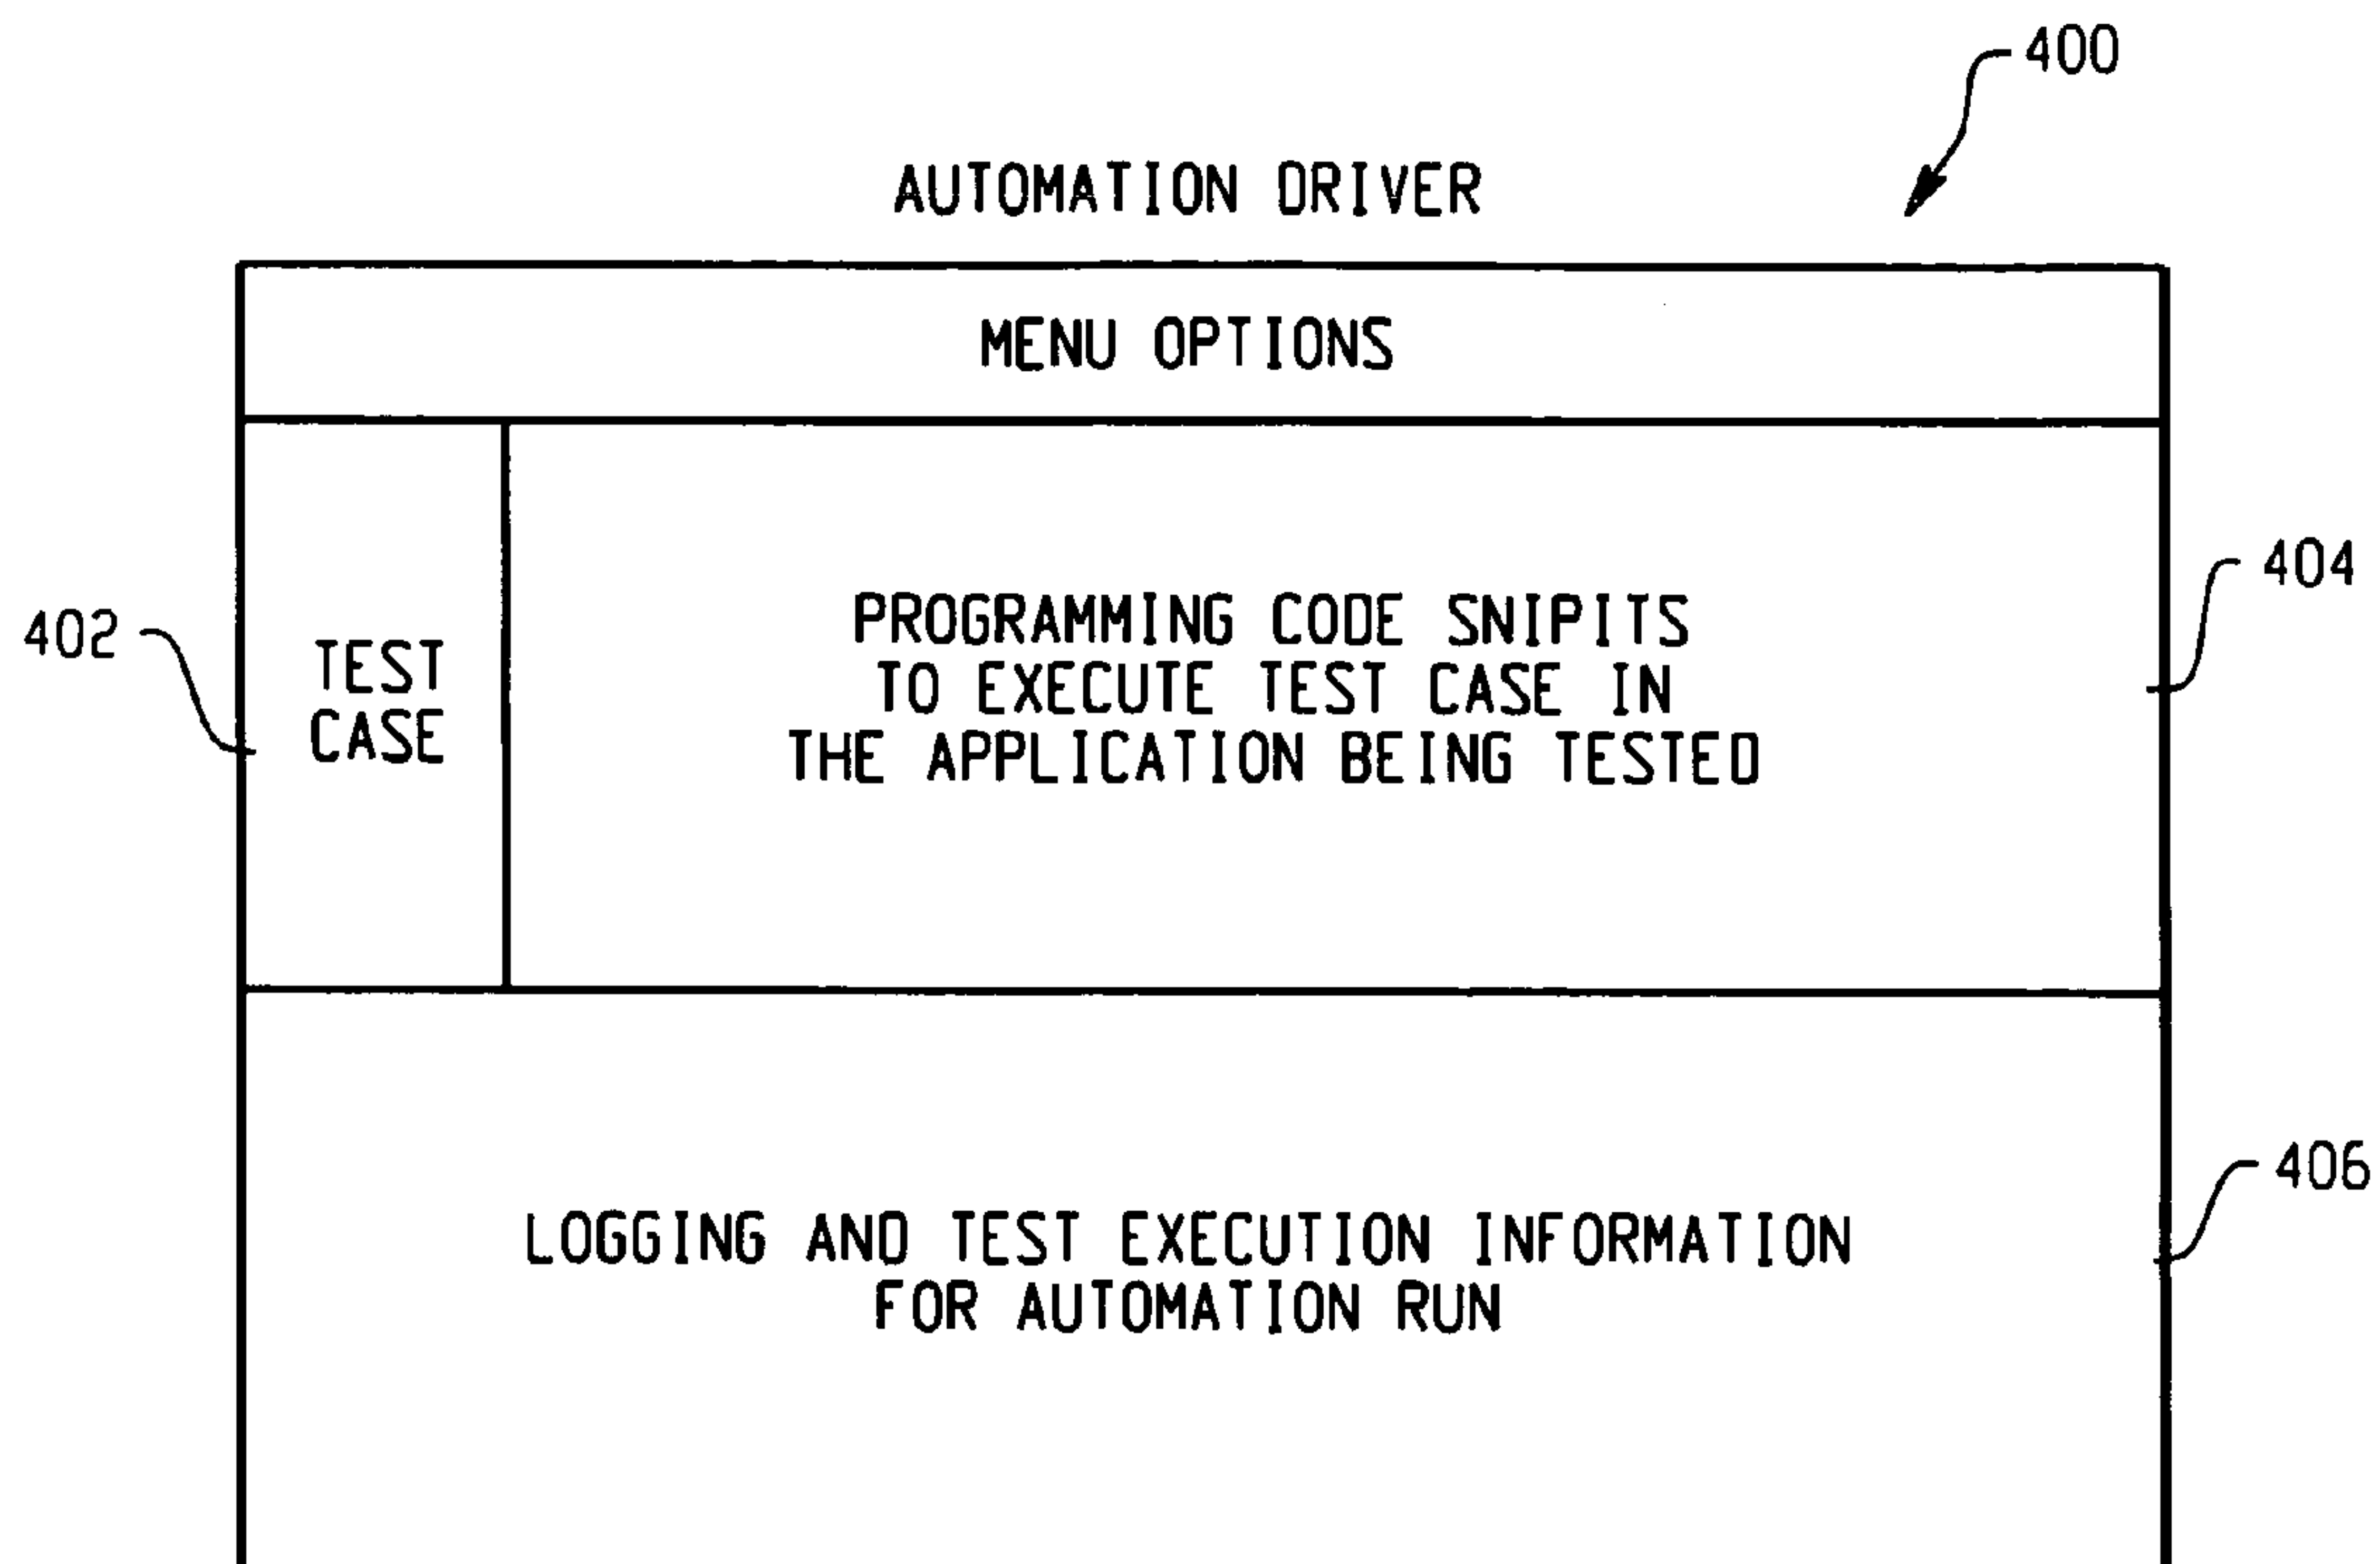 400
AUTOMATION DRIVER
MENU OPTIONS
402
TEST
CASE
PROGRAMMING CODE SNIPITS
TO EXECUTE TEST CASE IN
THE APPLICATION BEING TESTED
404
LOGGING AND TEST EXECUTION INFORMATION
FOR AUTOMATION RUN
406